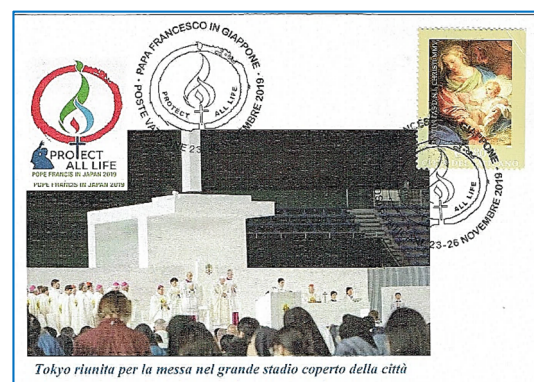 PAPA FRANCESCO IN GIAPPONE
POSTE VATICANE 23-26 NOVEMBRE 2019
PROTECT ALL LIFE
PROTECT
ALL LIFE
POPE FRANCIS IN JAPAN 2019
POPE FRANCIS IN JAPAN 2019
GIAPPONE
23-26 NOVEMBRE 2019
ALL LIFE
Tokyo riunita per la messa nel grande stadio coperto della città